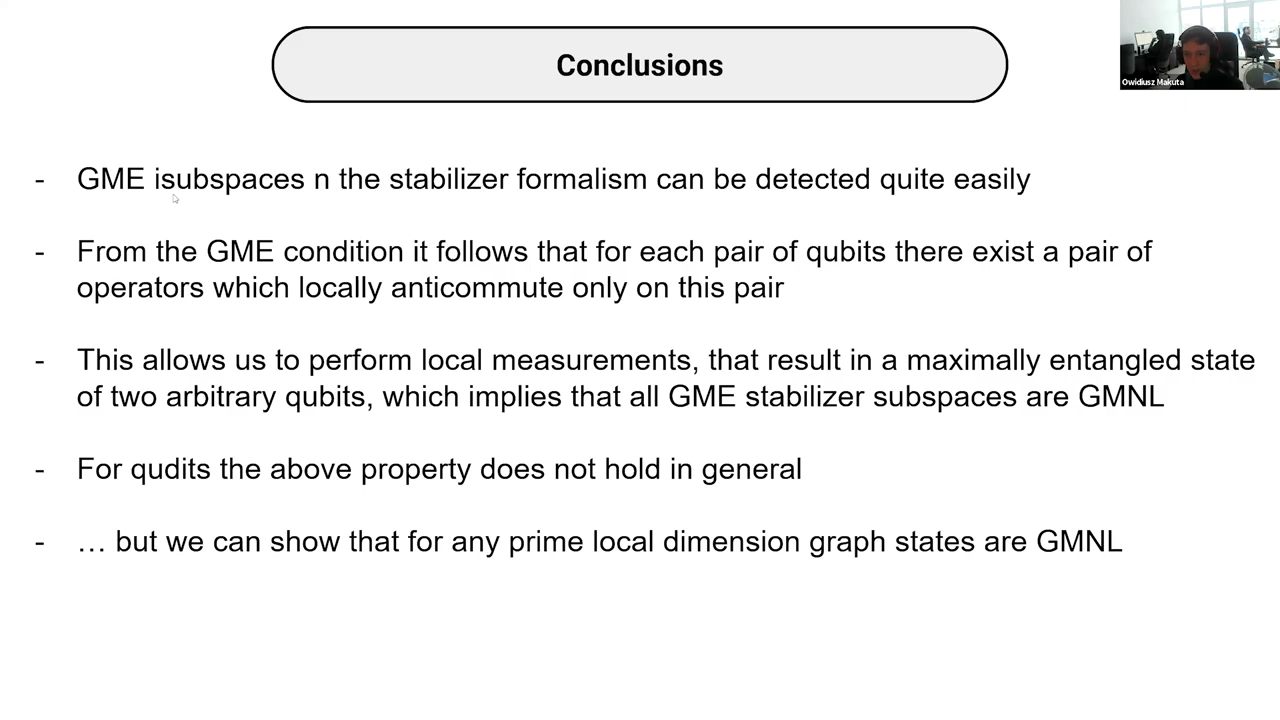 Conclusions
Owidiusz Makuta
- GME isubspaces n the stabilizer formalism can be detected quite easily
- From the GME condition it follows that for each pair of qubits there exist a pair of
operators which locally anticommute only on this pair
- This allows us to perform local measurements, that result in a maximally entangled state
of two arbitrary qubits, which implies that all GME stabilizer subspaces are GMNL
- For qudits the above property does not hold in general
- … but we can show that for any prime local dimension graph states are GMNL